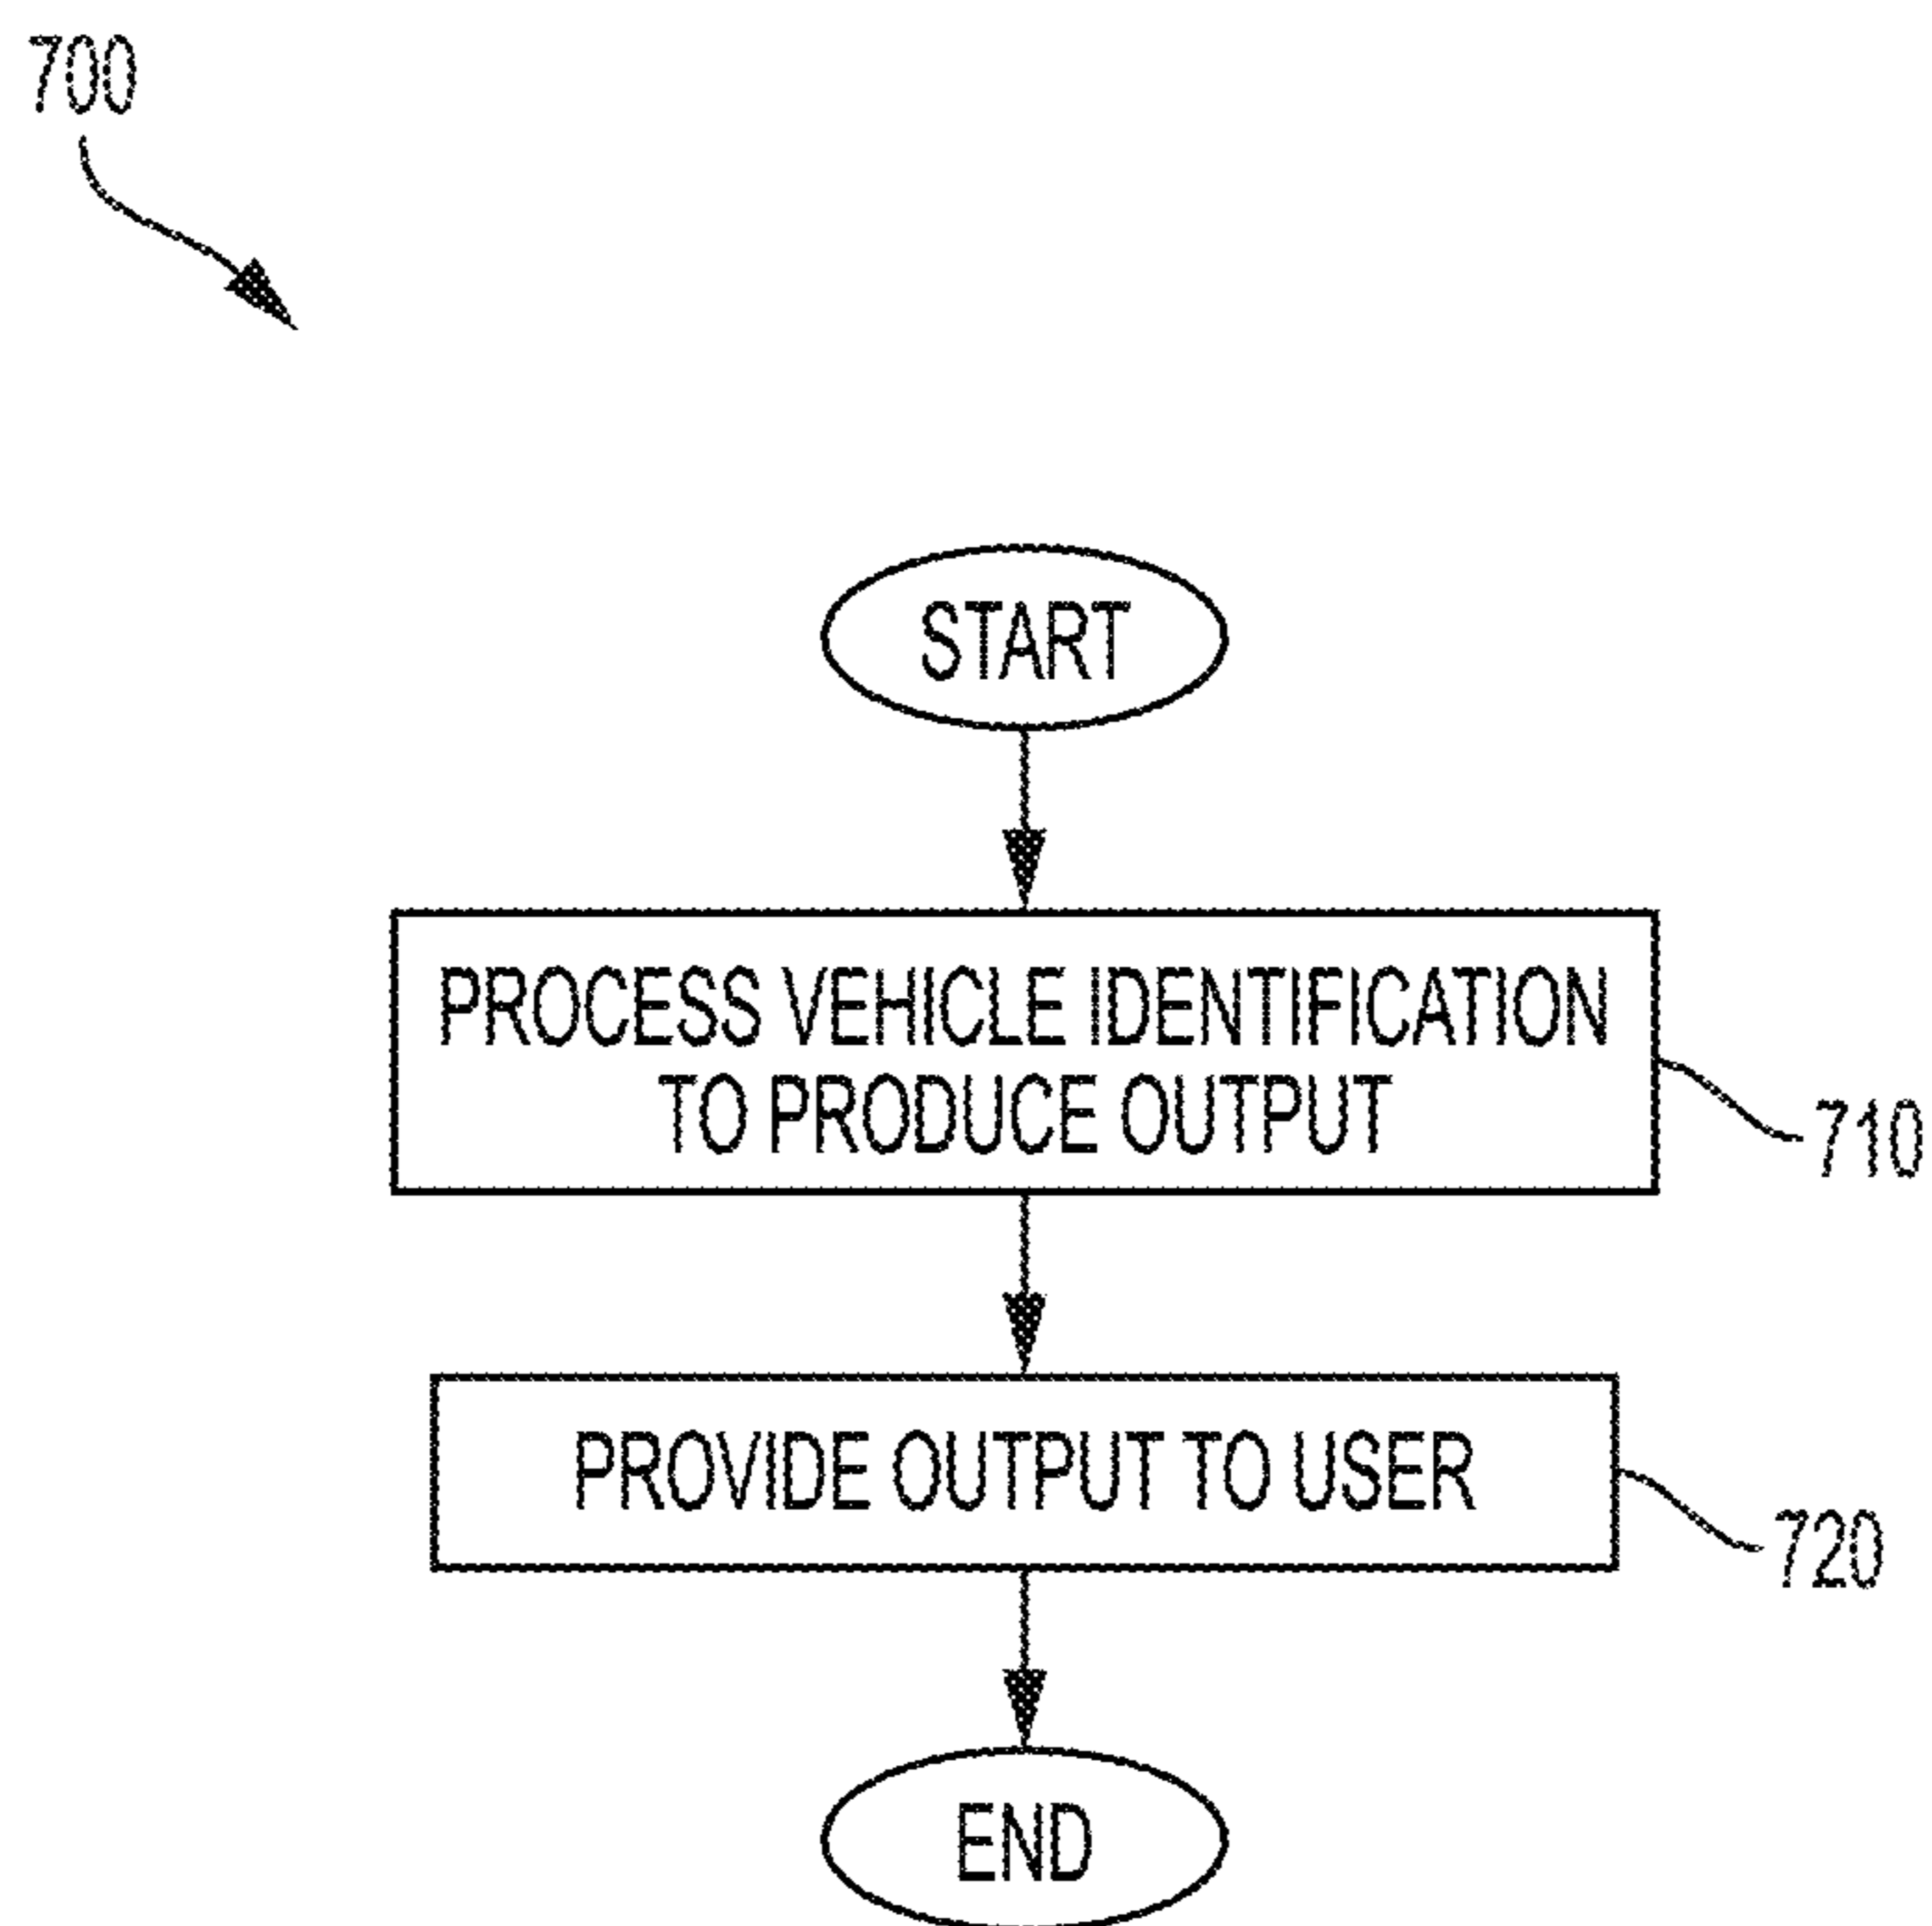 700
START
PROCESS VEHICLE IDENTIFICATION
TO PRODUCE OUTPUT
710
PROVIDE OUTPUT TO USER
720
END